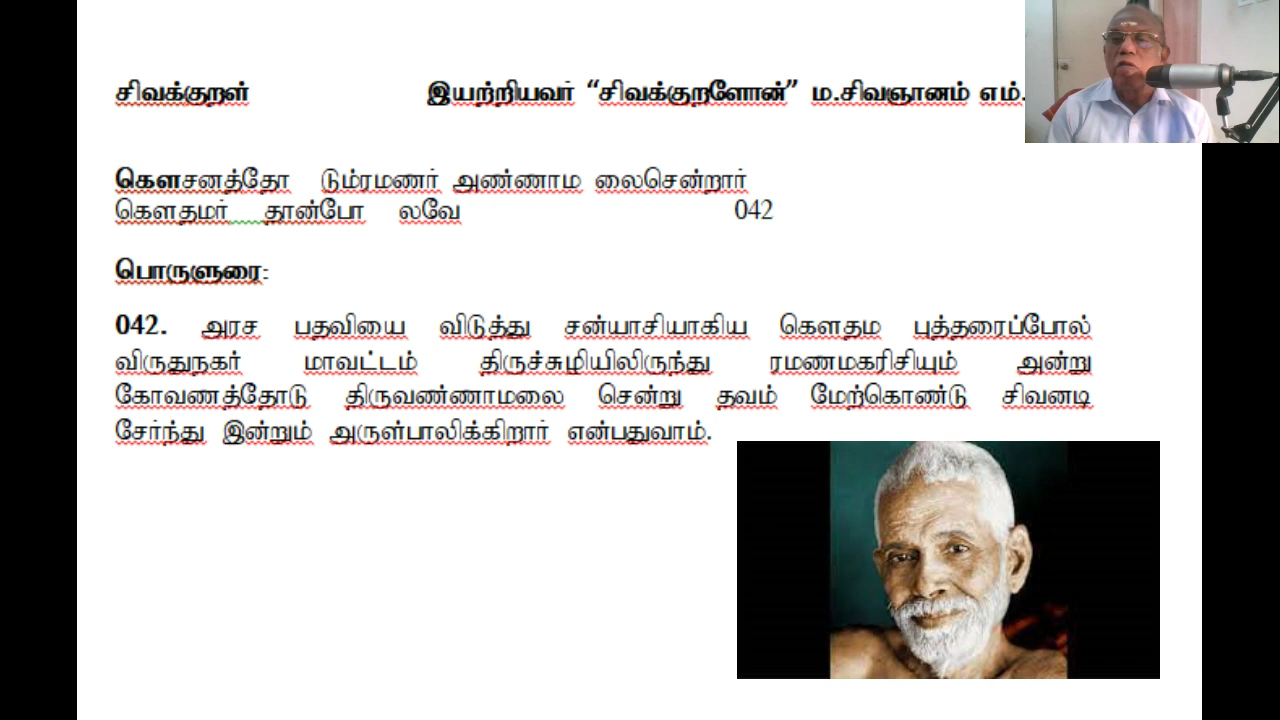 சிவக்குறள் இயற்றியவர் “சிவக்குறளோன்” ம.சிவஞானம் எம்.
கௌசனத்தோ டும்ரமணர் அண்ணாம லைசென்றார்
கௌதமர் தான்போ லவே 042
பொருளுரை:
042. அரச பதவியை விடுத்து சன்யாசியாகிய கௌதம புத்தரைப்போல்
விருதுநகர் மாவட்டம் திருச்சுழியிலிருந்து ரமணமகரிசியும் அன்று
கோவணத்தோடு திருவண்ணாமலை சென்று தவம் மேற்கொண்டு சிவனடி
சேர்ந்து இன்றும் அருள்பாலிக்கிறார் என்பதுவாம்.